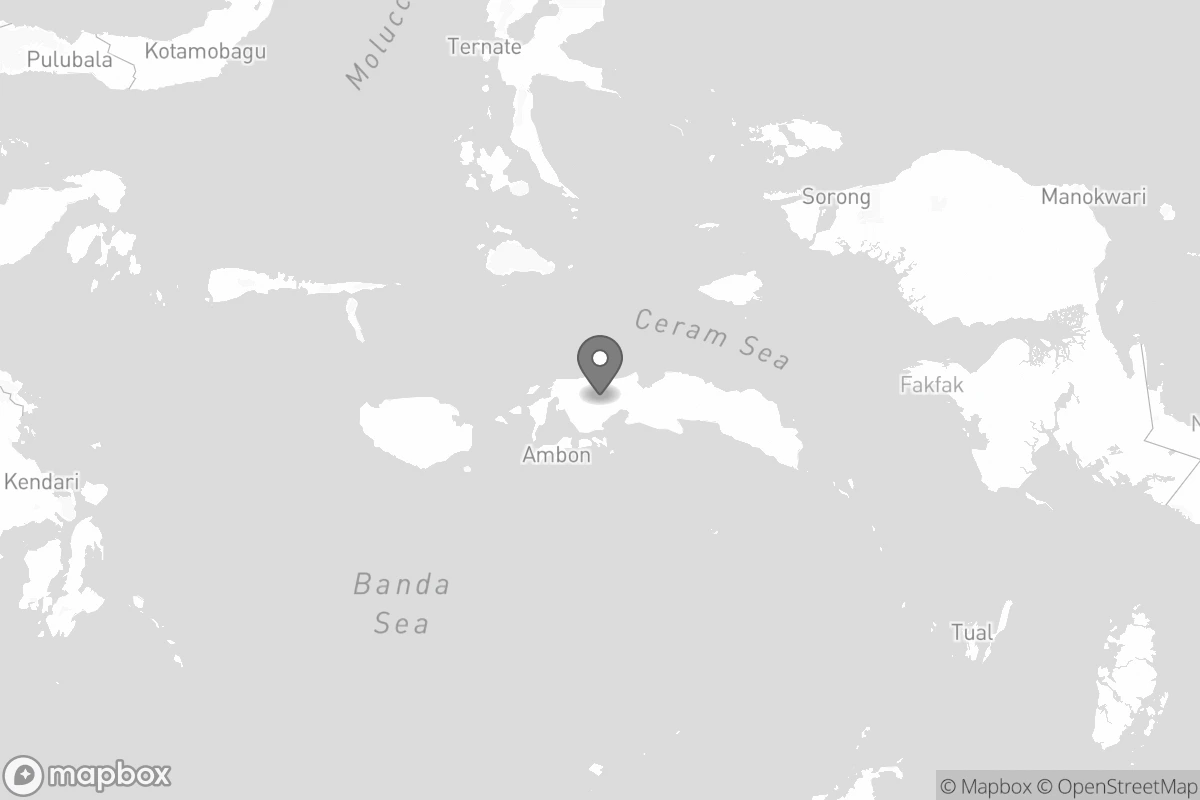 Molucc
Ternate
Kotamobagu
Pulubala
Sorong
Manokwari
Ceram Sea
Fakfak
N
Ambon
Kendari
Banda
Sea
Tual
mapbox
© Mapbox © OpenStreetMap